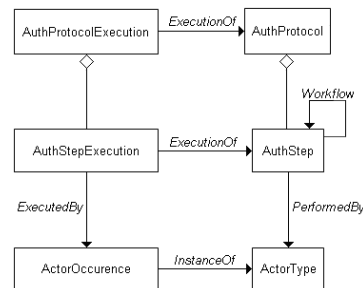 ExecutionOf
AuthProtocolExecution
AuthProtocol
Workflow
ExecutionOf
AuthStepExecution
AuthStep
ExecutedBy
PerformedBy
InstanceOf
ActorOccurence
ActorType